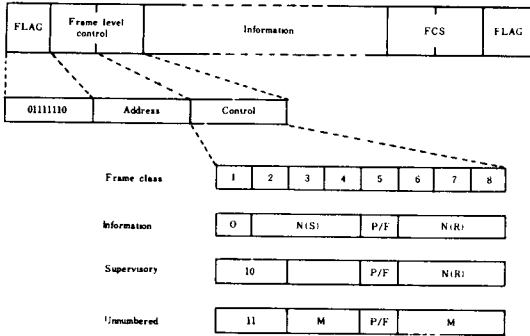 FLAG Frame level control Information FCS FLAG
01111110 Address Control
Frame class 1 2 3 4 5 6 7 8
Information 0 N(S) P/F N(R)
Supervisory 10 P/F N(R)
Unnumbered 11 M P/F M